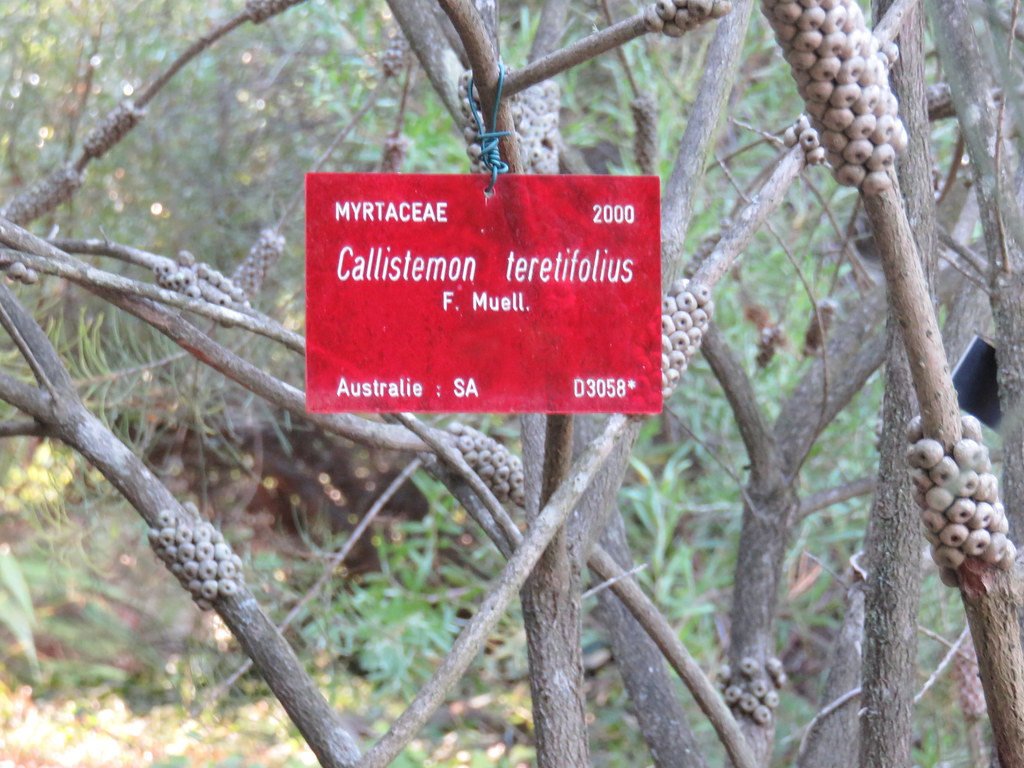 MYRTACEAE 2000
Callistemon teretifolius
F. Muell.
Australie : SA D3058*